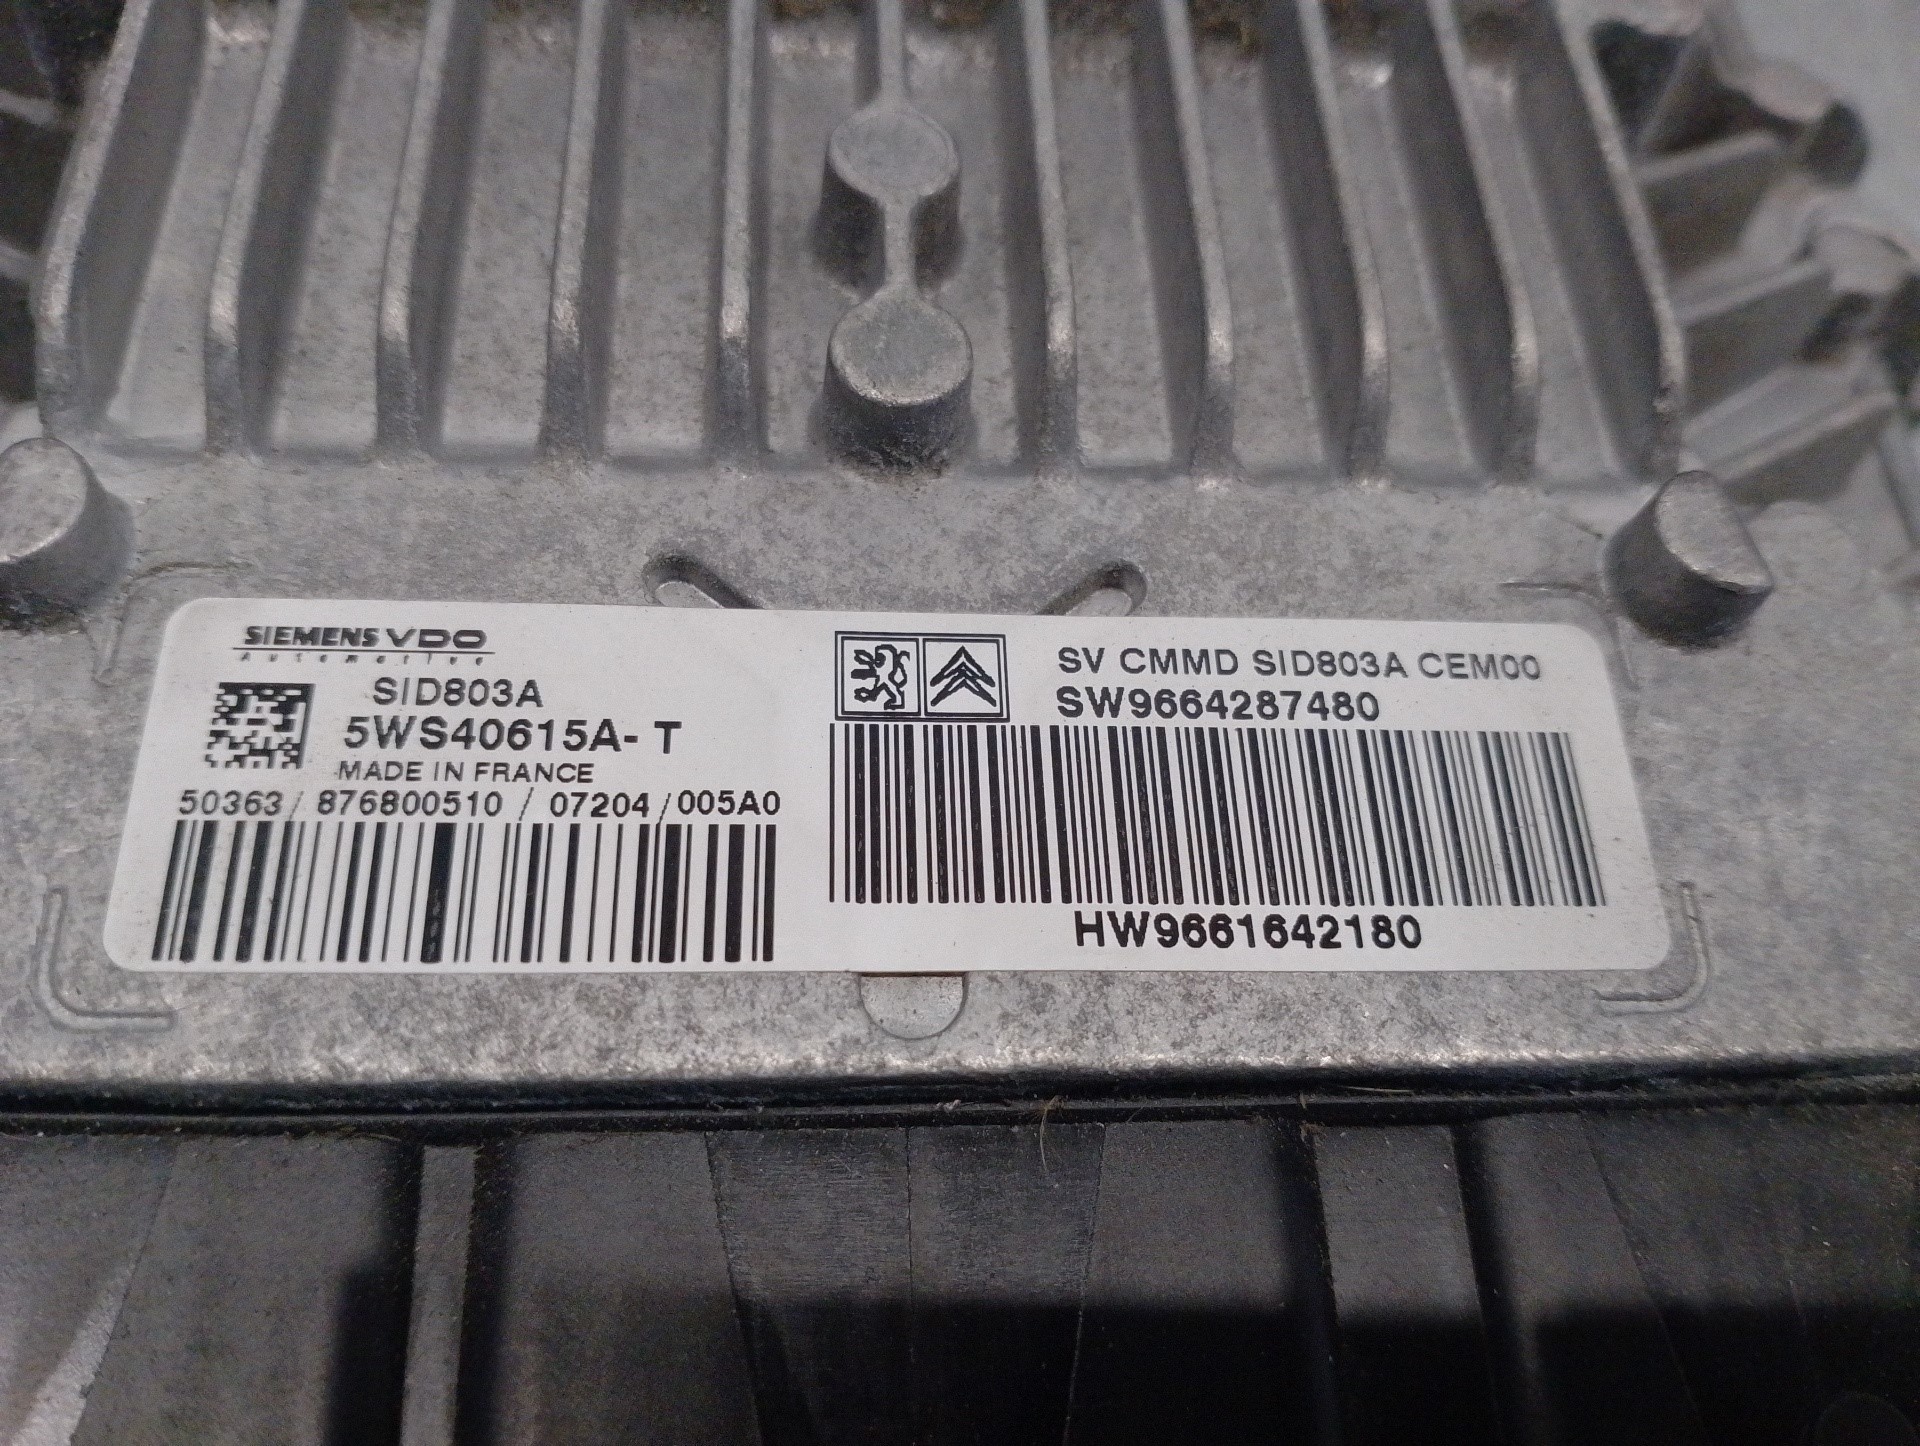 SIEMENS VDO
Automotive
SID803A
5WS40615A-T
MADE IN FRANCE
50363/876800510/07204/005A0
SV CMMD SID803A CEM00
SW9664287480
HW9661642180